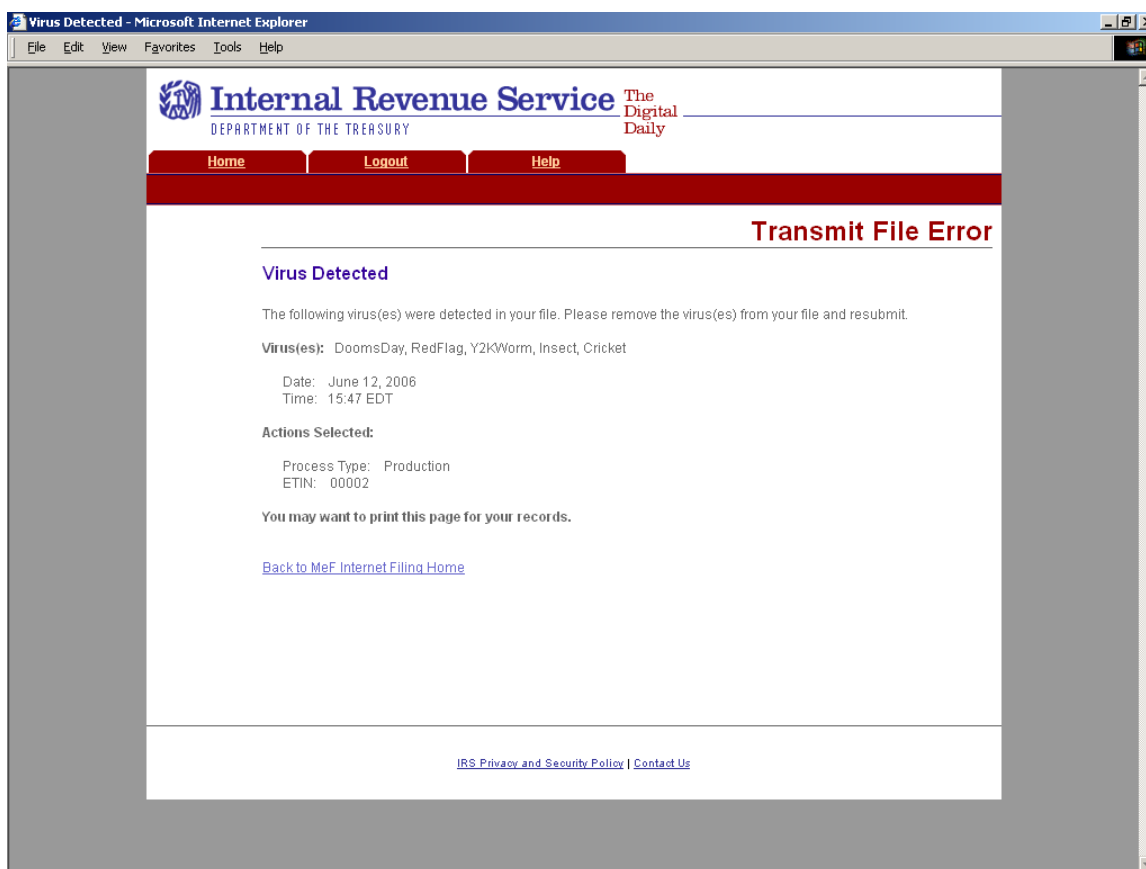 Virus Detected - Microsoft Internet Explorer
File Edit View Favorites Tools Help
Internal Revenue Service
DEPARTMENT OF THE TREASURY
The
Digital
Daily
Home Logout Help
Transmit File Error
Virus Detected
The following virus(es) were detected in your file. Please remove the virus(es) from your file and resubmit.
Virus(es): DoomsDay, RedFlag, Y2KWorm, Insect, Cricket
Date: June 12, 2006
Time: 15:47 EDT
Actions Selected:
Process Type: Production
ETIN: 00002
You may want to print this page for your records.
Back to MeF Internet Filing Home
IRS Privacy and Security Policy | Contact Us